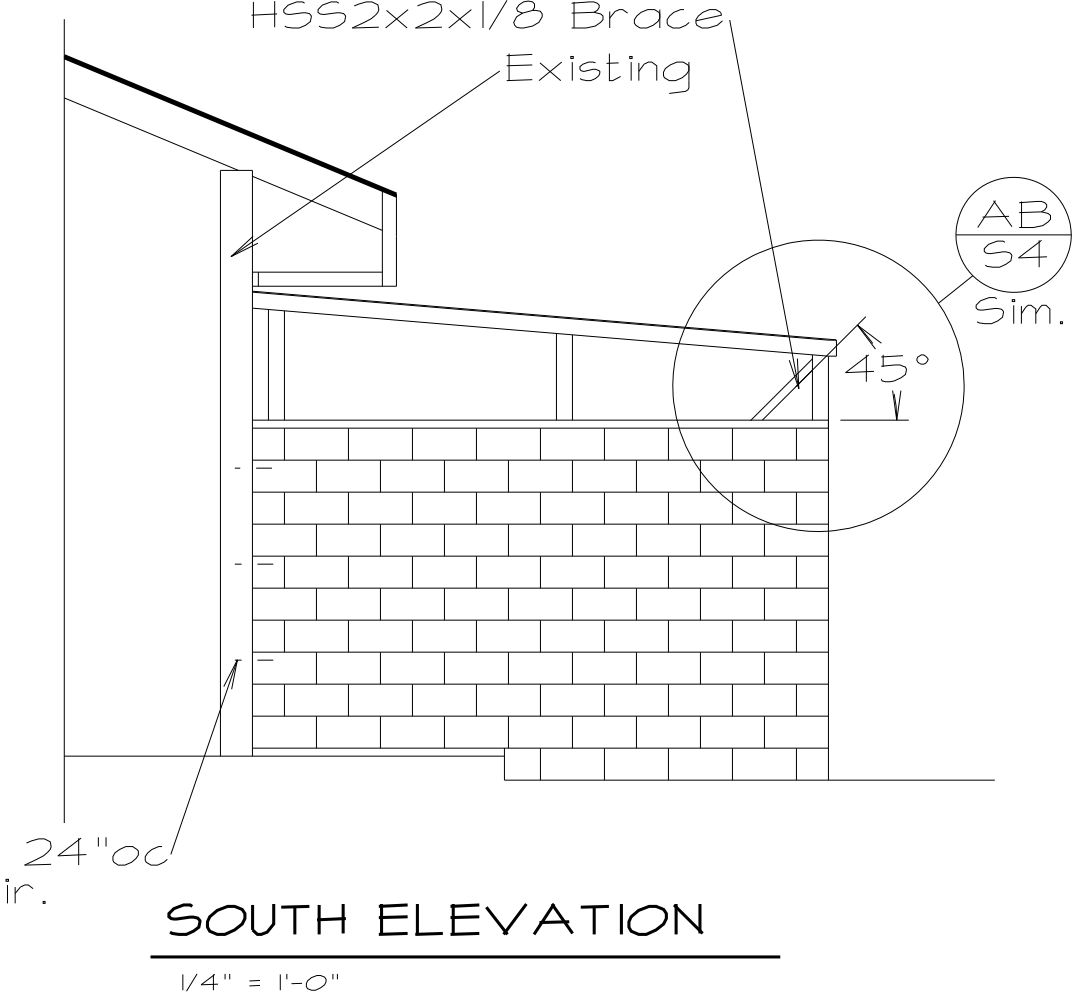 HSS2x2x1/8 Brace
Existing
AB
S4
Sim.
45°
24"oc
ir.
SOUTH ELEVATION
1/4" = 1'-0"